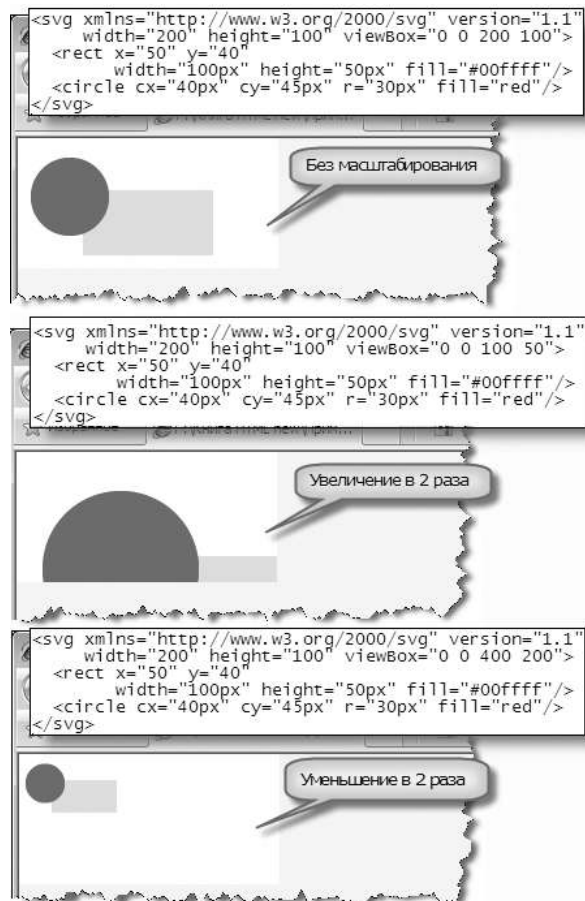 <svg xmlns="http://www.w3.org/2000/svg" version="1.1"
width="200" height="100" viewBox="0 0 200 100">
<rect x="50" y="40"
width="100px" height="50px" fill="#00ffff"/>
<circle cx="40px" cy="45px" r="30px" fill="red"/>
</svg>
Без масштабирования
<svg xmlns="http://www.w3.org/2000/svg" version="1.1"
width="200" height="100" viewBox="0 0 100 50">
<rect x="50" y="40"
width="100px" height="50px" fill="#00ffff"/>
<circle cx="40px" cy="45px" r="30px" fill="red"/>
</svg>
Увеличение в 2 раза
<svg xmlns="http://www.w3.org/2000/svg" version="1.1"
width="200" height="100" viewBox="0 0 400 200">
<rect x="50" y="40"
width="100px" height="50px" fill="#00ffff"/>
<circle cx="40px" cy="45px" r="30px" fill="red"/>
</svg>
Уменьшение в 2 раза